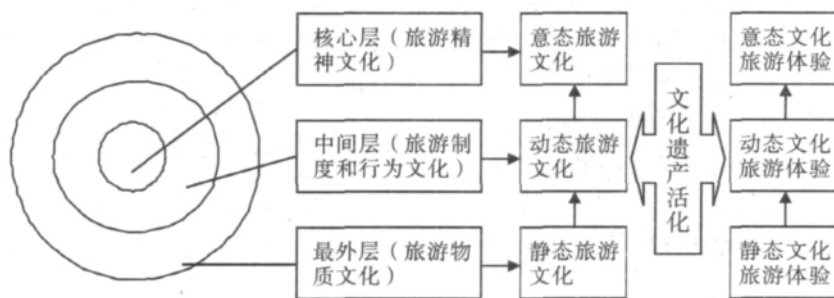 核心层（旅游精
神文化）
意态旅游
文化
意态文化
旅游体验
中间层（旅游制
度和行为文化）
动态旅游
文化
文化遗产活化
动态文化
旅游体验
最外层（旅游物
质文化）
静态旅游
文化
静态文化
旅游体验